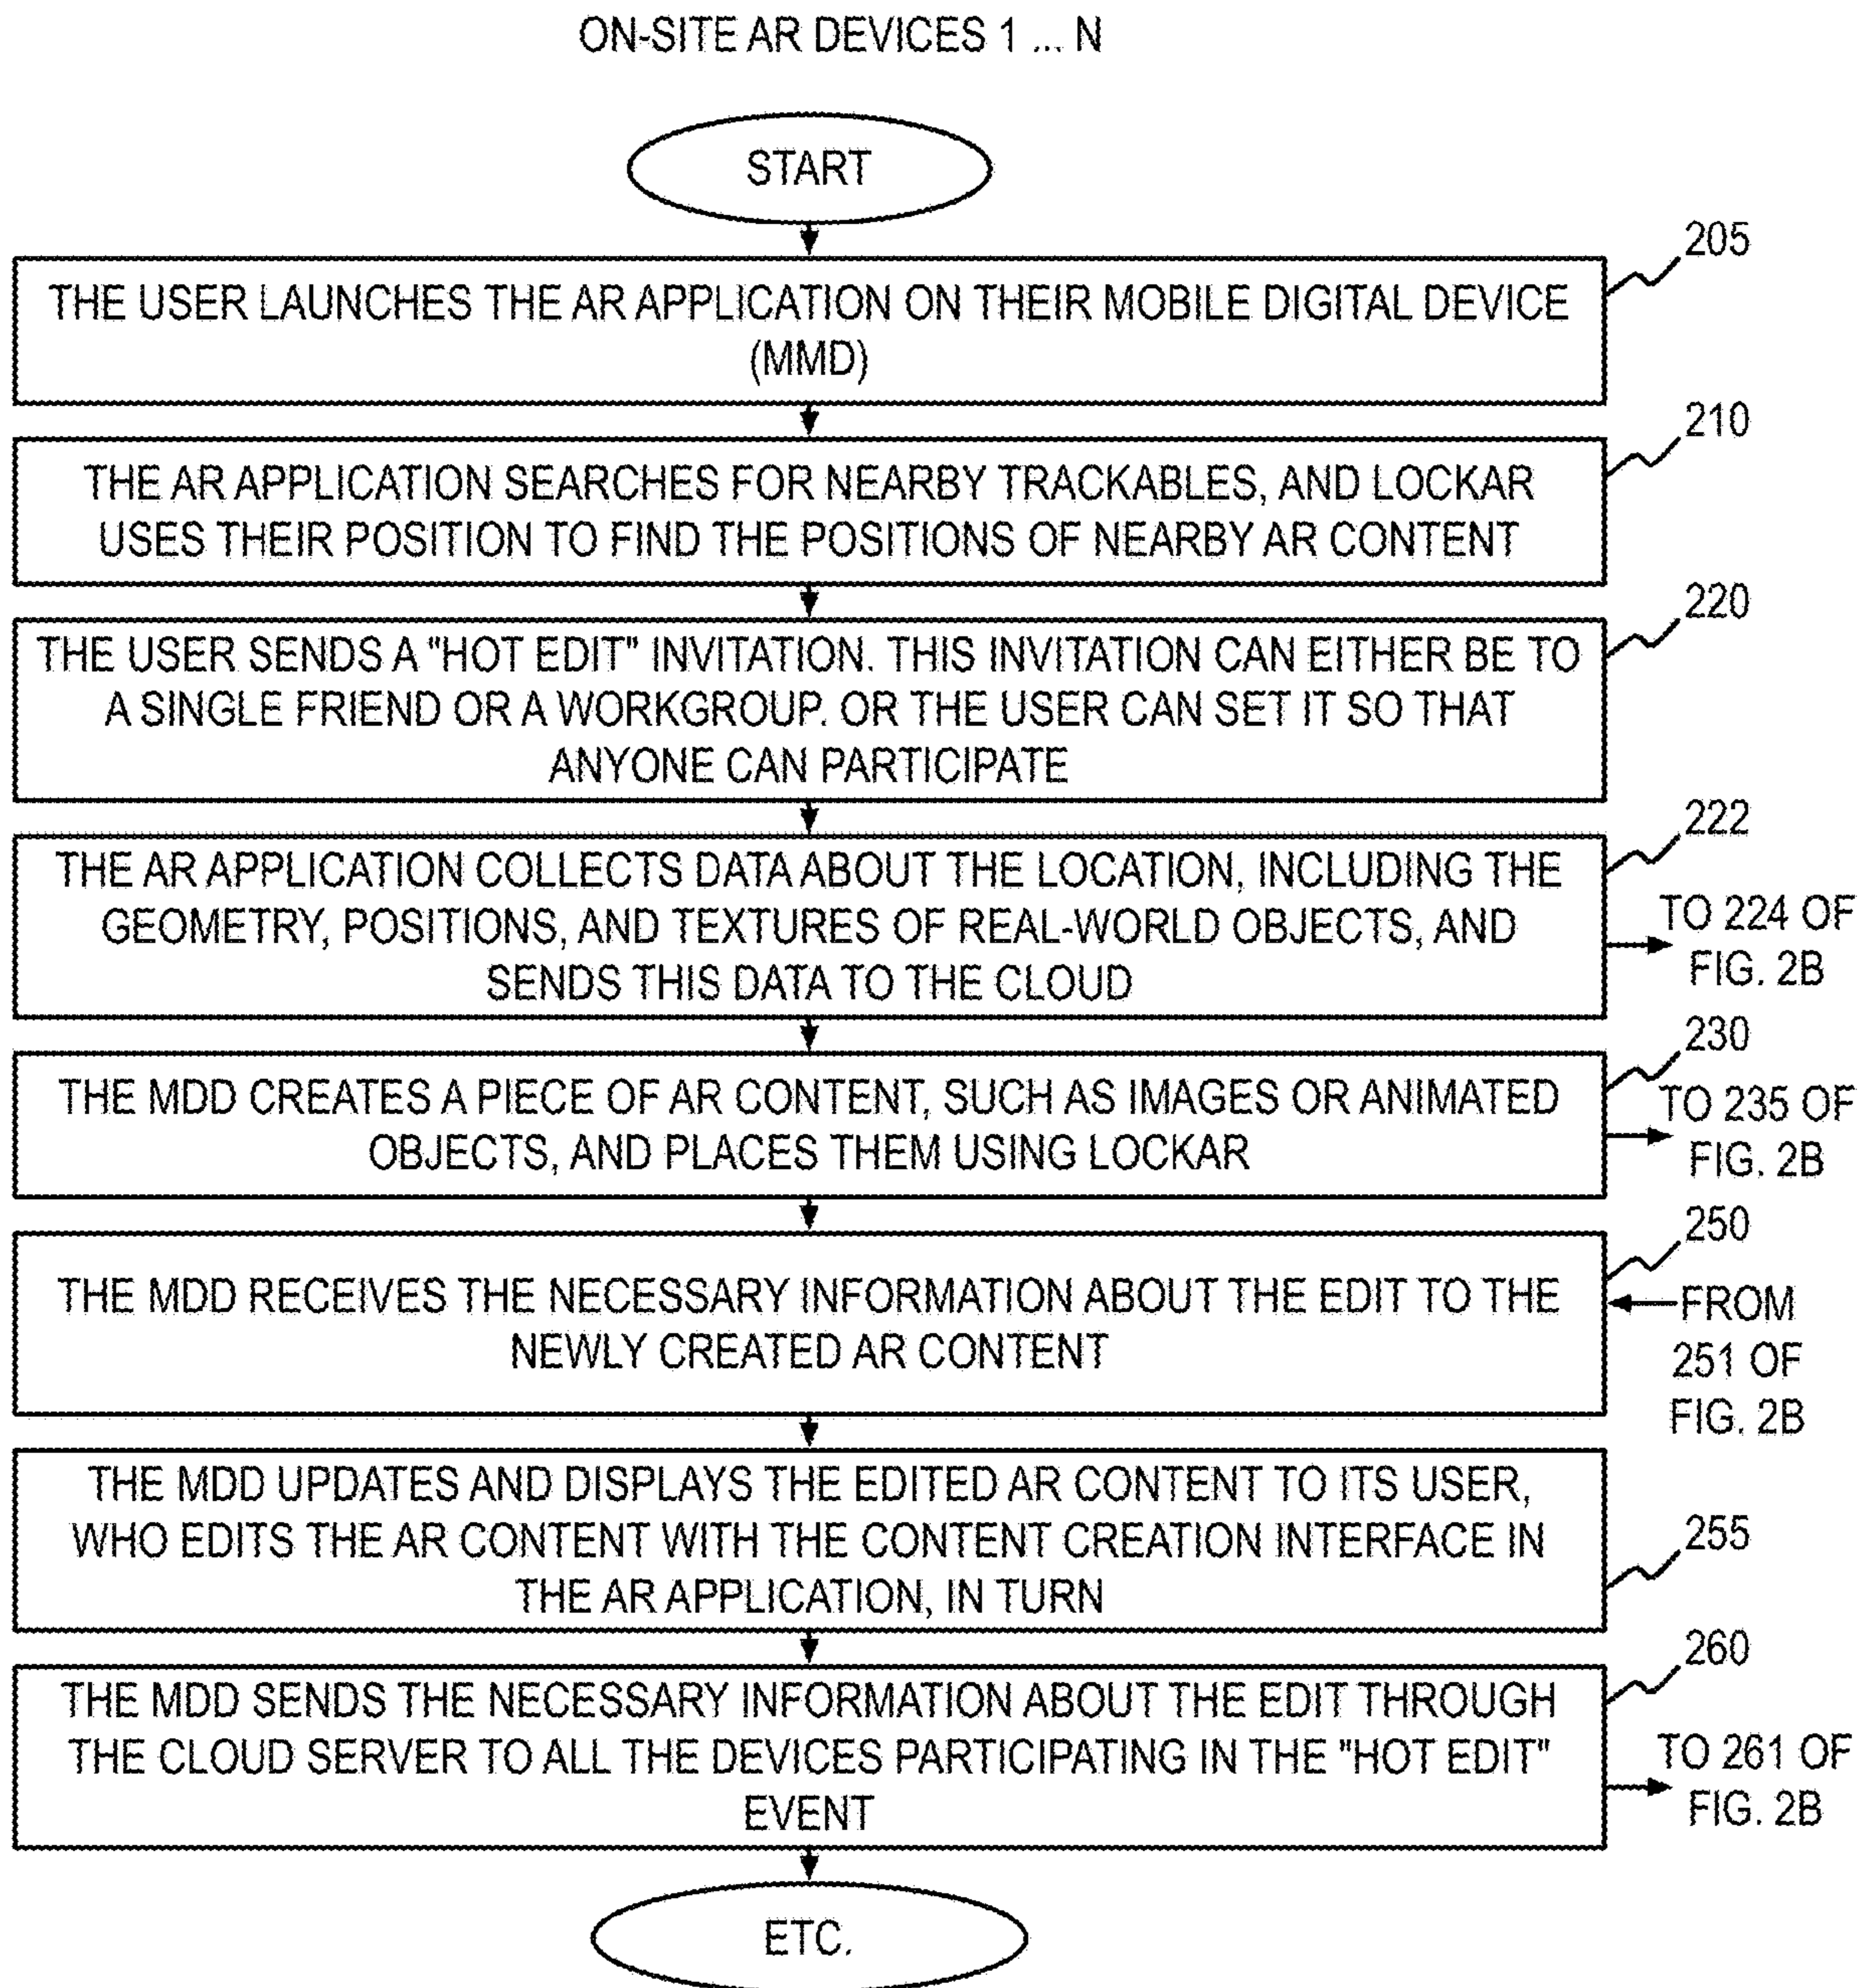 ON-SITE AR DEVICES 1 ... N
START
205
THE USER LAUNCHES THE AR APPLICATION ON THEIR MOBILE DIGITAL DEVICE
(MMD)
210
THE AR APPLICATION SEARCHES FOR NEARBY TRACKABLES, AND LOCKAR
USES THEIR POSITION TO FIND THE POSITIONS OF NEARBY AR CONTENT
220
THE USER SENDS A "HOT EDIT" INVITATION. THIS INVITATION CAN EITHER BE TO
A SINGLE FRIEND OR A WORKGROUP. OR THE USER CAN SET IT SO THAT
ANYONE CAN PARTICIPATE
222
THE AR APPLICATION COLLECTS DATA ABOUT THE LOCATION, INCLUDING THE
GEOMETRY, POSITIONS, AND TEXTURES OF REAL-WORLD OBJECTS, AND
SENDS THIS DATA TO THE CLOUD
TO 224 OF
FIG. 2B
230
THE MDD CREATES A PIECE OF AR CONTENT, SUCH AS IMAGES OR ANIMATED
OBJECTS, AND PLACES THEM USING LOCKAR
TO 235 OF
FIG. 2B
250
THE MDD RECEIVES THE NECESSARY INFORMATION ABOUT THE EDIT TO THE
NEWLY CREATED AR CONTENT
FROM
251 OF
FIG. 2B
THE MDD UPDATES AND DISPLAYS THE EDITED AR CONTENT TO ITS USER,
WHO EDITS THE AR CONTENT WITH THE CONTENT CREATION INTERFACE IN
THE AR APPLICATION, IN TURN
255
260
THE MDD SENDS THE NECESSARY INFORMATION ABOUT THE EDIT THROUGH
THE CLOUD SERVER TO ALL THE DEVICES PARTICIPATING IN THE "HOT EDIT"
EVENT
TO 261 OF
FIG. 2B
ETC.